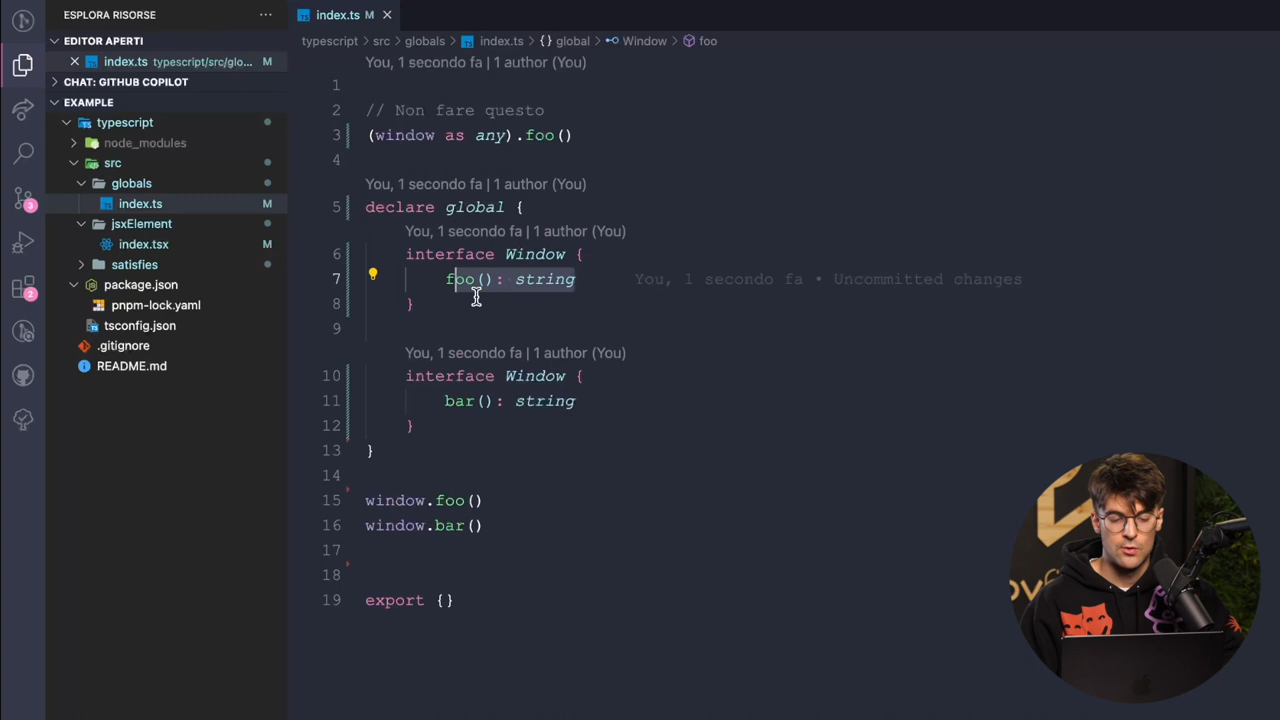 ESPLORA RISORSE
EDITOR APERTI
index.ts typescript/src/glo... M
CHAT: GITHUB COPILOT
EXAMPLE
typescript
node_modules
src
globals
index.ts M
jsxElement
index.tsx M
satisfies
package.json
pnpm-lock.yaml
tsconfig.json
.gitignore
README.md
3
2
index.ts M
typescript > src > globals > index.ts > {} global > Window > foo
You, 1 secondo fa | 1 author (You)
1
2 // Non fare questo
3 (window as any).foo()
4
You, 1 secondo fa | 1 author (You)
5 declare global {
You, 1 secondo fa | 1 author (You)
6 interface Window {
7 foo(): string You, 1 secondo fa • Uncommitted changes
8 }
9
You, 1 secondo fa | 1 author (You)
10 interface Window {
11 bar(): string
12 }
13 }
14
15 window.foo()
16 window.bar()
17
18
19 export {}